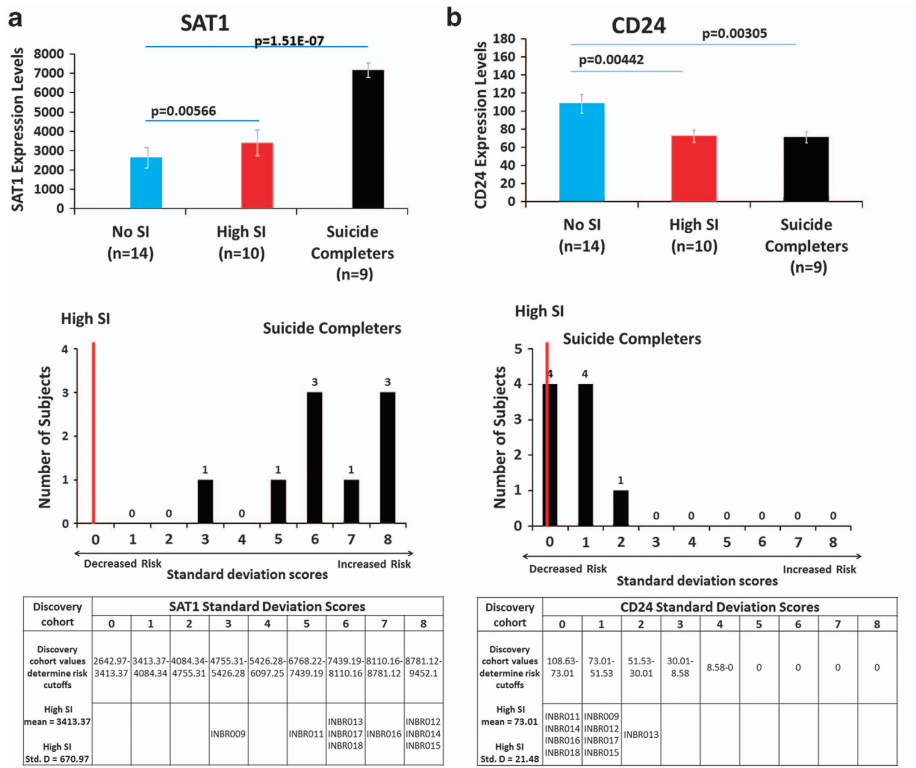 a
SAT1
p=1.51E-07
p=0.00566
SAT1 Expression Levels
8000
7000
6000
5000
4000
3000
2000
1000
0
No SI
(n=14)
High SI
(n=10)
Suicide
Completers
(n=9)
b
CD24
p=0.00305
p=0.00442
CD24 Expression Levels
180
160
140
120
100
80
60
40
20
0
No SI
(n=14)
High SI
(n=10)
Suicide
Completers
(n=9)
High SI
Suicide Completers
Number of Subjects
4
3
2
1
0
0 0 1 0 1 3 1 3
0 1 2 3 4 5 6 7 8
Decreased Risk Increased Risk
Standard deviation scores
High SI
Suicide Completers
Number of Subjects
5
4
3
2
1
0
4 4 1 0 0 0 0 0 0
0 1 2 3 4 5 6 7 8
Decreased Risk Increased Risk
Standard deviation scores
Discovery
cohort
SAT1 Standard Deviation Scores
0 1 2 3 4 5 6 7 8
Discovery
cohort values
determine risk
cutoffs
2642.97- 3413.37- 4084.34- 4755.31- 5426.28- 6768.22- 7439.19- 8110.16- 8781.12-
3413.37 4084.34 4755.31 5426.28 6097.25 7439.19 8110.16 8781.12 9452.1
High SI
mean = 3413.37
High SI
Std. D = 670.97
INBR009
INBR011
INBR013
INBR017
INBR018
INBR016
INBR012
INBR014
INBR015
Discovery
cohort
CD24 Standard Deviation Scores
0 1 2 3 4 5 6 7 8
Discovery
cohort values
determine risk
cutoffs
108.63- 73.01- 51.53- 30.01-
73.01 51.53 30.01 8.58
8.58-0 0 0 0 0
High SI
mean = 73.01
High SI
Std. D = 21.48
INBR011
INBR014
INBR016
INBR018
INBR009
INBR012
INBR017
INBR015
INBR013